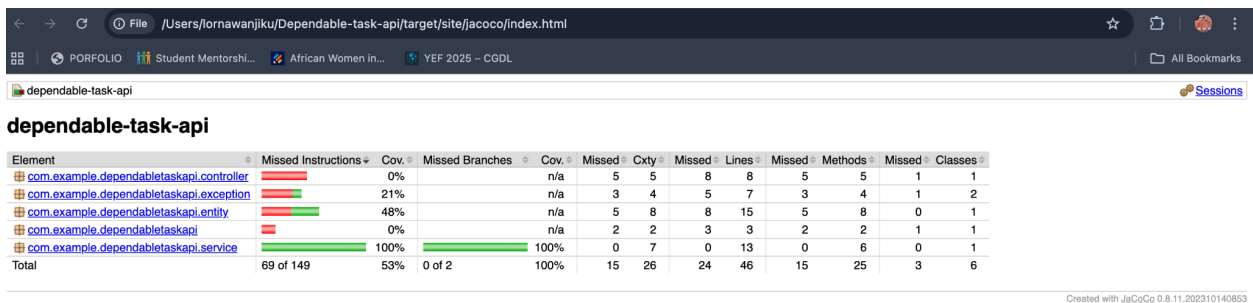 File /Users/lornawanjiku/Dependable-task-api/target/site/jacoco/index.html
PORFOLIO Student Mentorshi... African Women in... YEF 2025 – CGDL All Bookmarks
dependable-task-api Sessions
dependable-task-api
Element Missed Instructions Cov. Missed Branches Cov. Missed Cxty Missed Lines Missed Methods Missed Classes
com.example.dependabletaskapi.controller 0% n/a 5 5 8 8 5 5 1 1
com.example.dependabletaskapi.exception 21% n/a 3 4 5 7 3 4 1 2
com.example.dependabletaskapi.entity 48% n/a 5 8 8 15 5 8 0 1
com.example.dependabletaskapi 0% n/a 2 2 3 3 2 2 1 1
com.example.dependabletaskapi.service 100% 100% 0 7 0 13 0 6 0 1
Total 69 of 149 53% 0 of 2 100% 15 26 24 46 15 25 3 6
Created with JaCoCo 0.8.11.202310140853